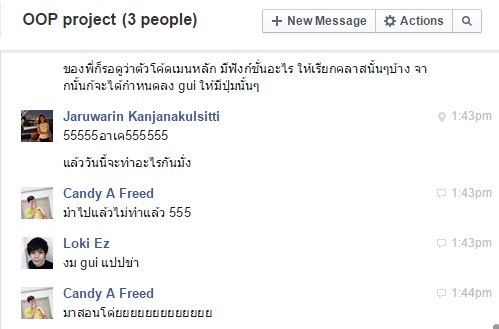 OOP project (3 people)
New Message
Actions
ของพี่ก็รอดูว่าตัวโค้ดเมนหลัก มีฟังก์ชั่นอะไร ให้เรียกคลาสนั้นๆบ้าง จา
กนั้นก้จะได้กำหนดลง gui ให้มีปุ่มนั้นๆ
Jaruwarin Kanjanakulsitti
1:43pm
55555อาเค555555
แล้ววันนี้จะทำอะไรกันมั่ง
Candy A Freed
1:43pm
ม่าไปแล้วไม่ทำแล้ว 555
Loki Ez
1:43pm
งม gui แปปซ่า
Candy A Freed
1:44pm
มาสอนโด่ยยยยยยยยยยยยย